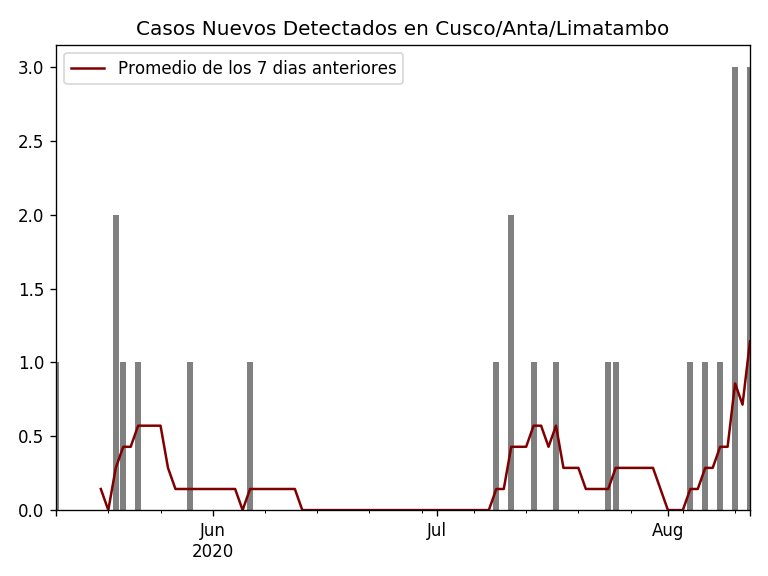 Casos Nuevos Detectados en Cusco/Anta/Limatambo
Promedio de los 7 dias anteriores
3.0
2.5
2.0
1.5
1.0
0.5
0.0
Jun
2020
Jul
Aug